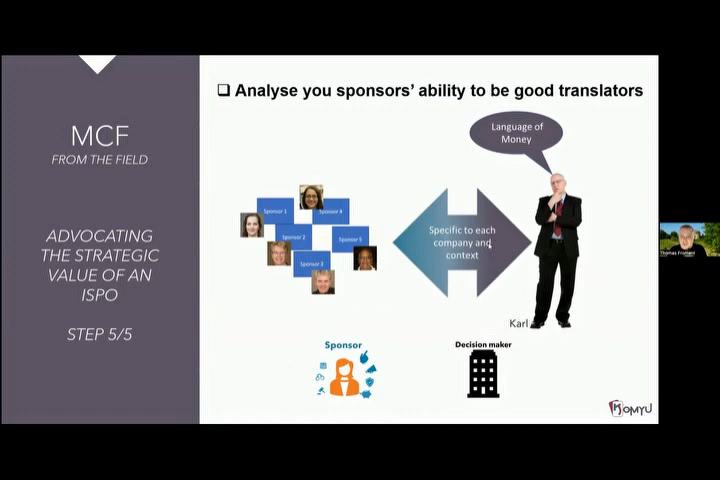 MCF
FROM THE FIELD
ADVOCATING
THE STRATEGIC
VALUE OF AN
ISPO
STEP 5/5
Analyse you sponsors’ ability to be good translators
Language of
Money
Sponsor 1
Sponsor 4
Sponsor 2
Sponsor 5
Sponsor 3
Specific to each
company and
context
Karl
Sponsor
Decision maker
KOMYU
Thomas Froment